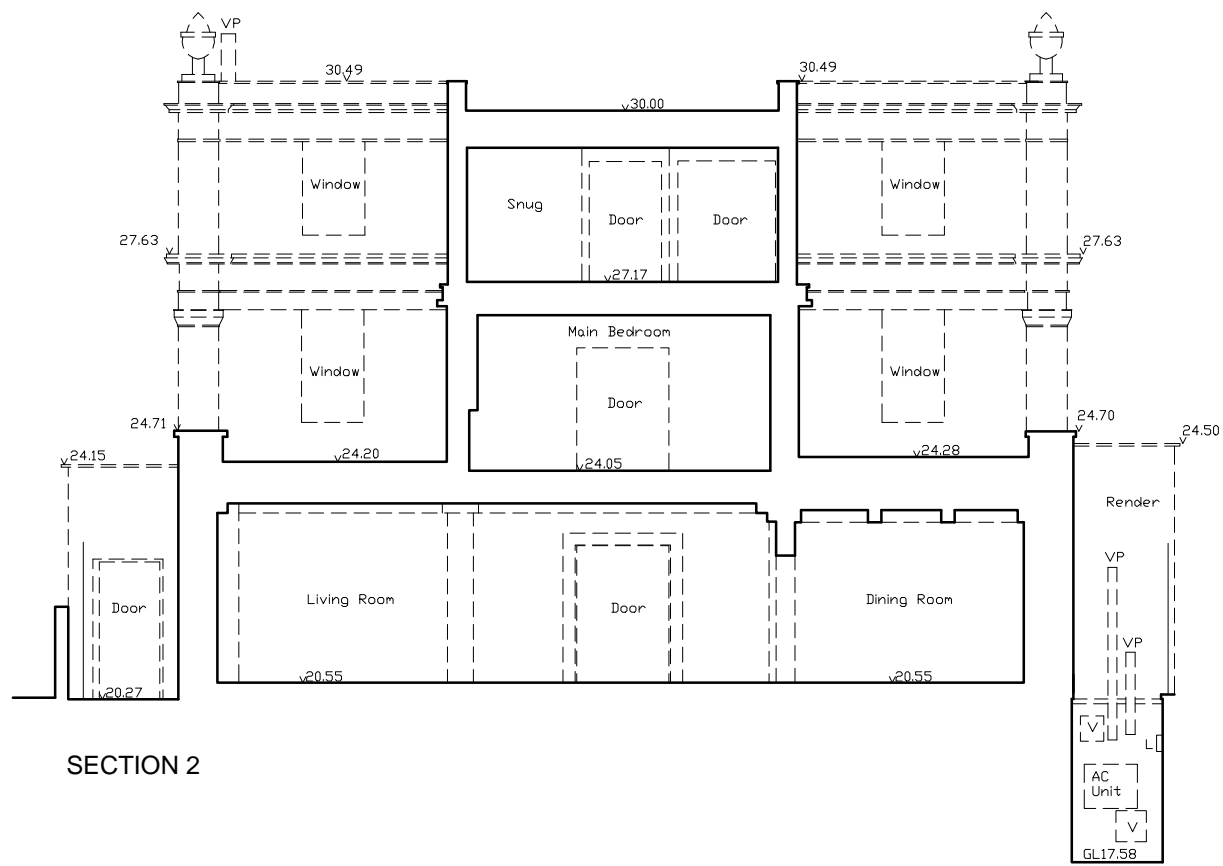 VP
30.49
30.49
30.00
Window
Snug
Door
Door
Window
27.63
27.63
27.17
Main Bedroom
Window
Door
Window
24.71
24.70
24.50
24.15
24.20
24.05
24.28
Render
VP
Living Room
Door
Door
Dining Room
VP
20.27
20.55
20.55
V
L
SECTION 2
AC
Unit
V
GL17.58